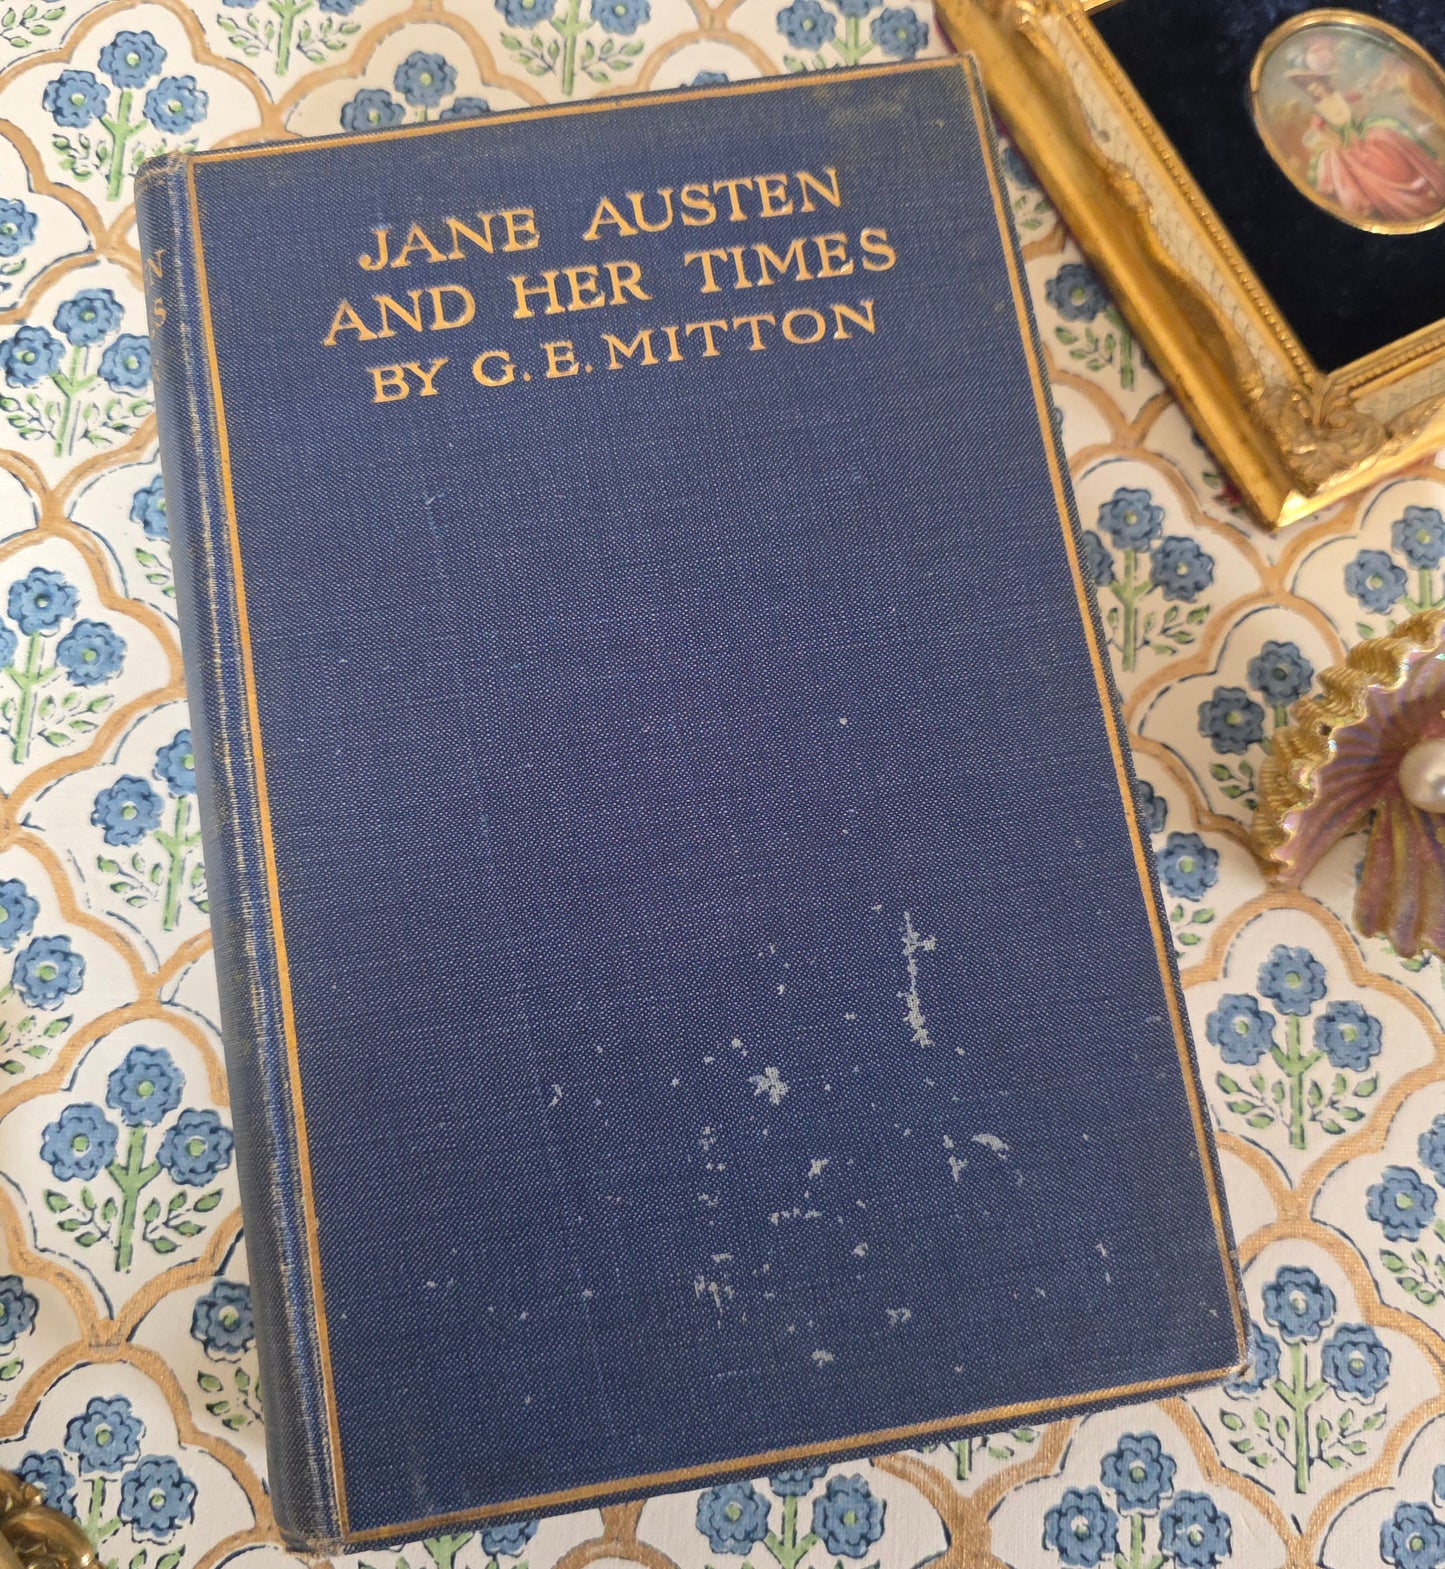 JANE AUSTEN
AND HER TIMES
BY G. E. MITTON